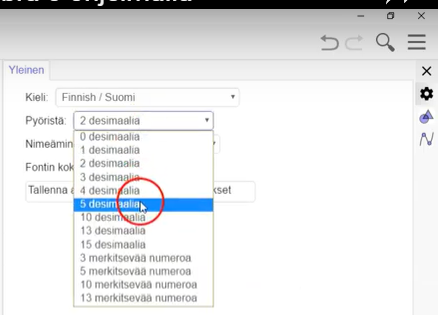 Yleinen
Kieli: Finnish / Suomi
Pyöristä: 2 desimaalia
0 desimaalia
1 desimaalia
Nimeämin
2 desimaalia
3 desimaalia
Fontin kok
4 desimaalia
Tallenna a
kset
5 desimaalia
10 desimaalia
13 desimaalia
15 desimaalia
3 merkitsevää numeroa
5 merkitsevää numeroa
10 merkitsevää numeroa
13 merkitsevää numeroa